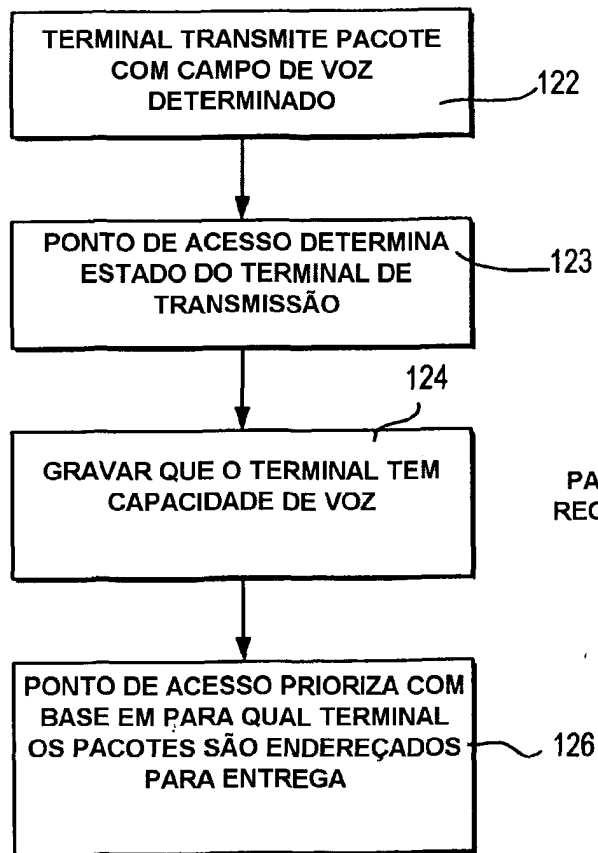 TERMINAL TRANSMITE PACOTE
COM CAMPO DE VOZ
DETERMINADO
122
PONTO DE ACESSO DETERMINA
ESTADO DO TERMINAL DE
TRANSMISSÃO
123
124
GRAVAR QUE O TERMINAL TEM
CAPACIDADE DE VOZ
PA
REC
PONTO DE ACESSO PRIORIZA COM
BASE EM PARA QUAL TERMINAL
OS PACOTES SÃO ENDEREÇADOS
PARA ENTREGA
126